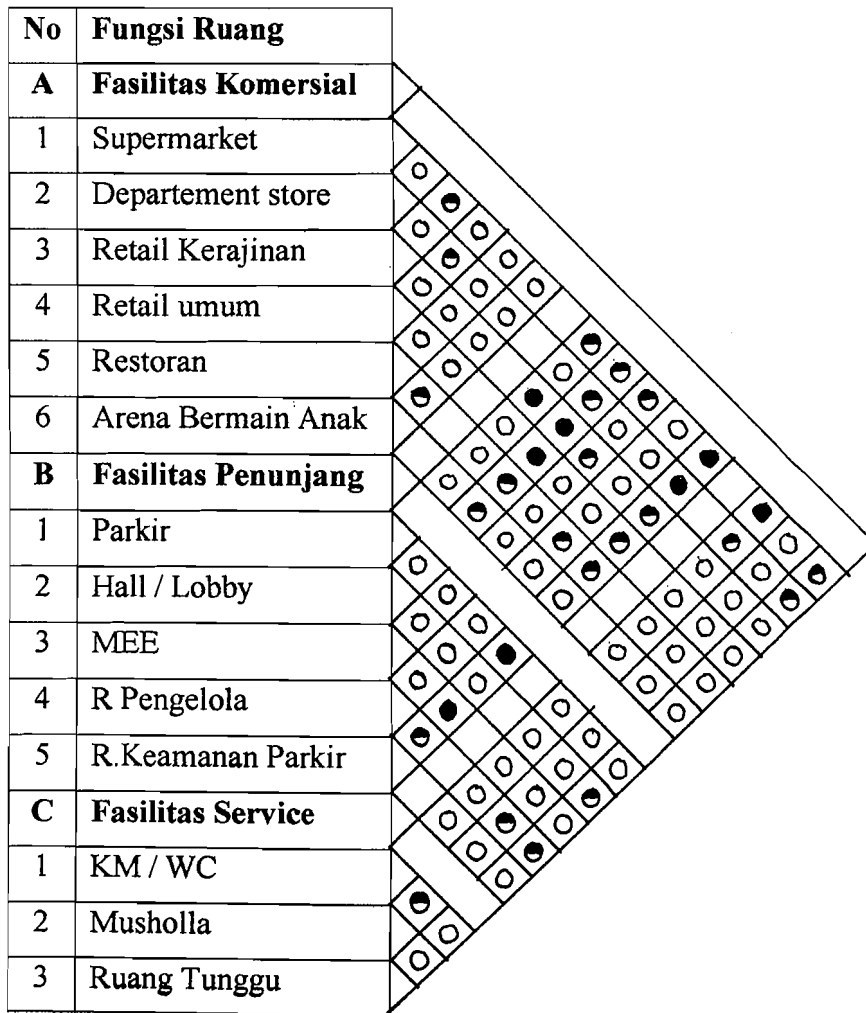 No Fungsi Ruang
A Fasilitas Komersial
1 Supermarket
2 Departement store
3 Retail Kerajinan
4 Retail umum
5 Restoran
6 Arena Bermain Anak
B Fasilitas Penunjang
1 Parkir
2 Hall / Lobby
3 MEE
4 R Pengelola
5 R.Keamanan Parkir
C Fasilitas Service
1 KM / WC
2 Musholla
3 Ruang Tunggu